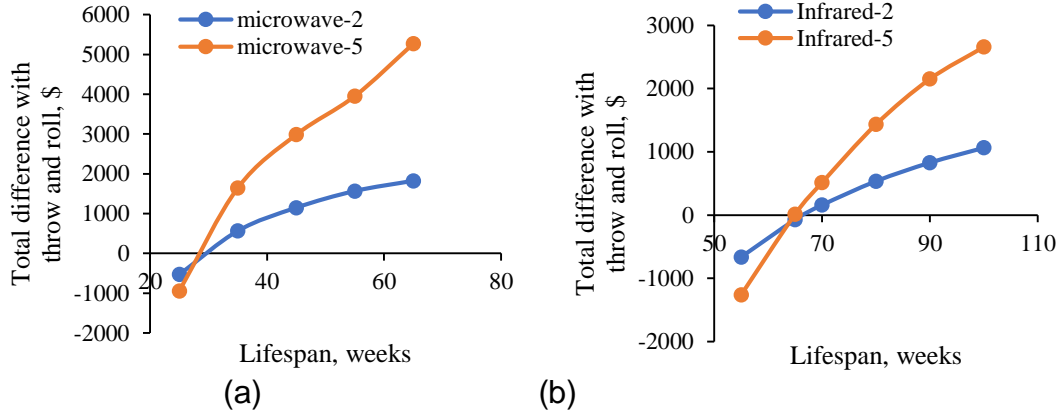 microwave-2
microwave-5
Total difference with
throw and roll, $
6000
5000
4000
3000
2000
1000
0
-1000
-2000
20
40
60
80
Lifespan, weeks
(a)
Infrared-2
Infrared-5
Total difference with
throw and roll, $
3000
2000
1000
0
-1000
-2000
50
70
90
110
Lifespan, weeks
(b)